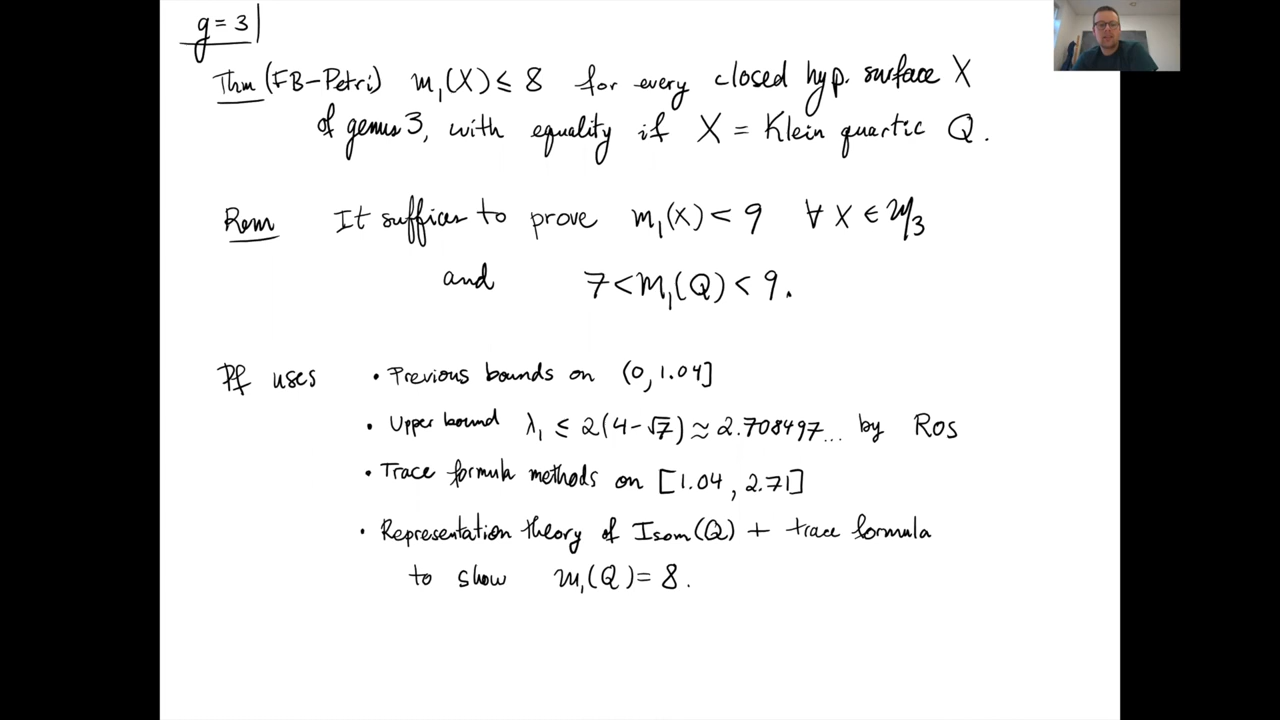 g = 3
Thm (FB-Petri) m₁(X) ≤ 8 for every closed hyp. surface X
of genus 3, with equality if X = Klein quartic Q.
Rem It suffices to prove m₁(X) < 9 ∀ X ∈ M₃
and 7 < m₁(Q) < 9.
Pf uses • Previous bounds on (0, 1.04]
• Upper bound λ₁ ≤ 2(4-√7) ≈ 2.708497... by Ros
• Trace formula methods on [1.04, 2.71]
• Representation theory of Isom(Q) + trace formula
to show m₁(Q) = 8.